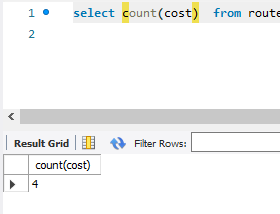 1 select count(cost) from route
2
Result Grid Filter Rows:
count(cost)
4